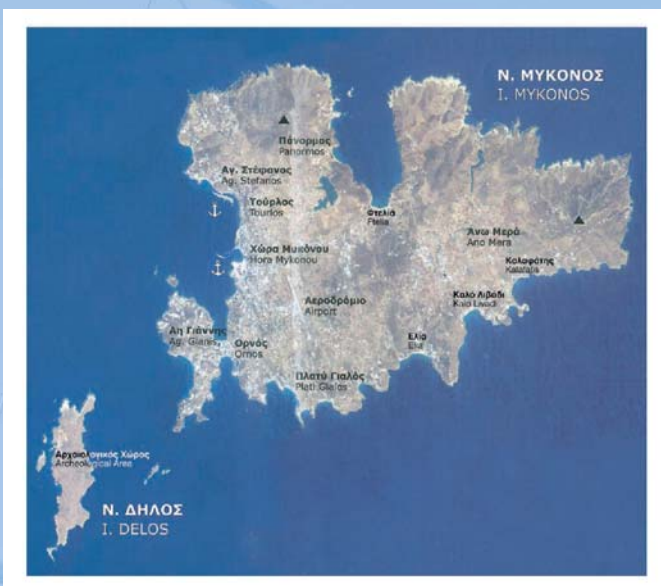 Ν. ΜΥΚΟΝΟΣ
I. MYKONOS
Πάνορμος
Panormos
Αγ. Στέφανος
Ag. Stefanos
Τούρλος
Tourlos
Φτελιά
Ftelia
Άνω Μερά
Ano Mera
Χώρα Μυκόνου
Hora Mykonou
Καλαφάτης
Kalafatis
Καλό Λιβάδι
Kalo Livadi
Αεροδρόμιο
Airport
Αη Γιάννης
Ag. Gianis
Ορνός
Ornos
Ελιά
Elia
Πλατύ Γιαλός
Plati Gialos
Αρχαιολογικός Χώρος
Archeological Area
Ν. ΔΗΛΟΣ
I. DELOS